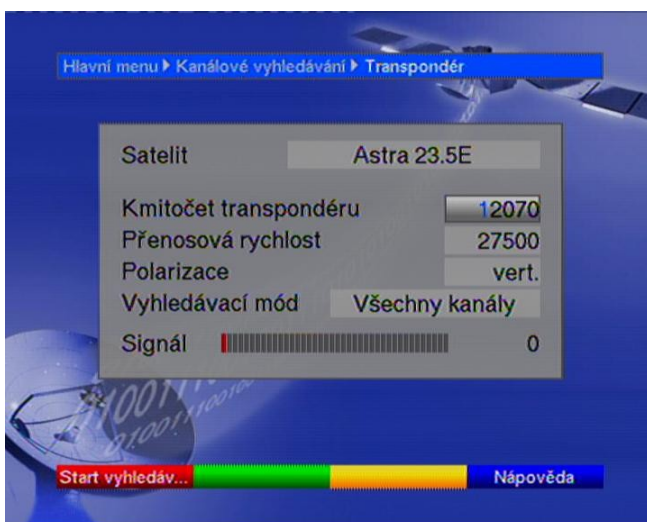 Hlavní menu ▶ Kanálové vyhledávání ▶ Transpondér
Satelit Astra 23.5E
Kmitočet transpondéru 12070
Přenosová rychlost 27500
Polarizace vert.
Vyhledávací mód Všechny kanály
Signál 0
Start vyhledáv... Nápověda